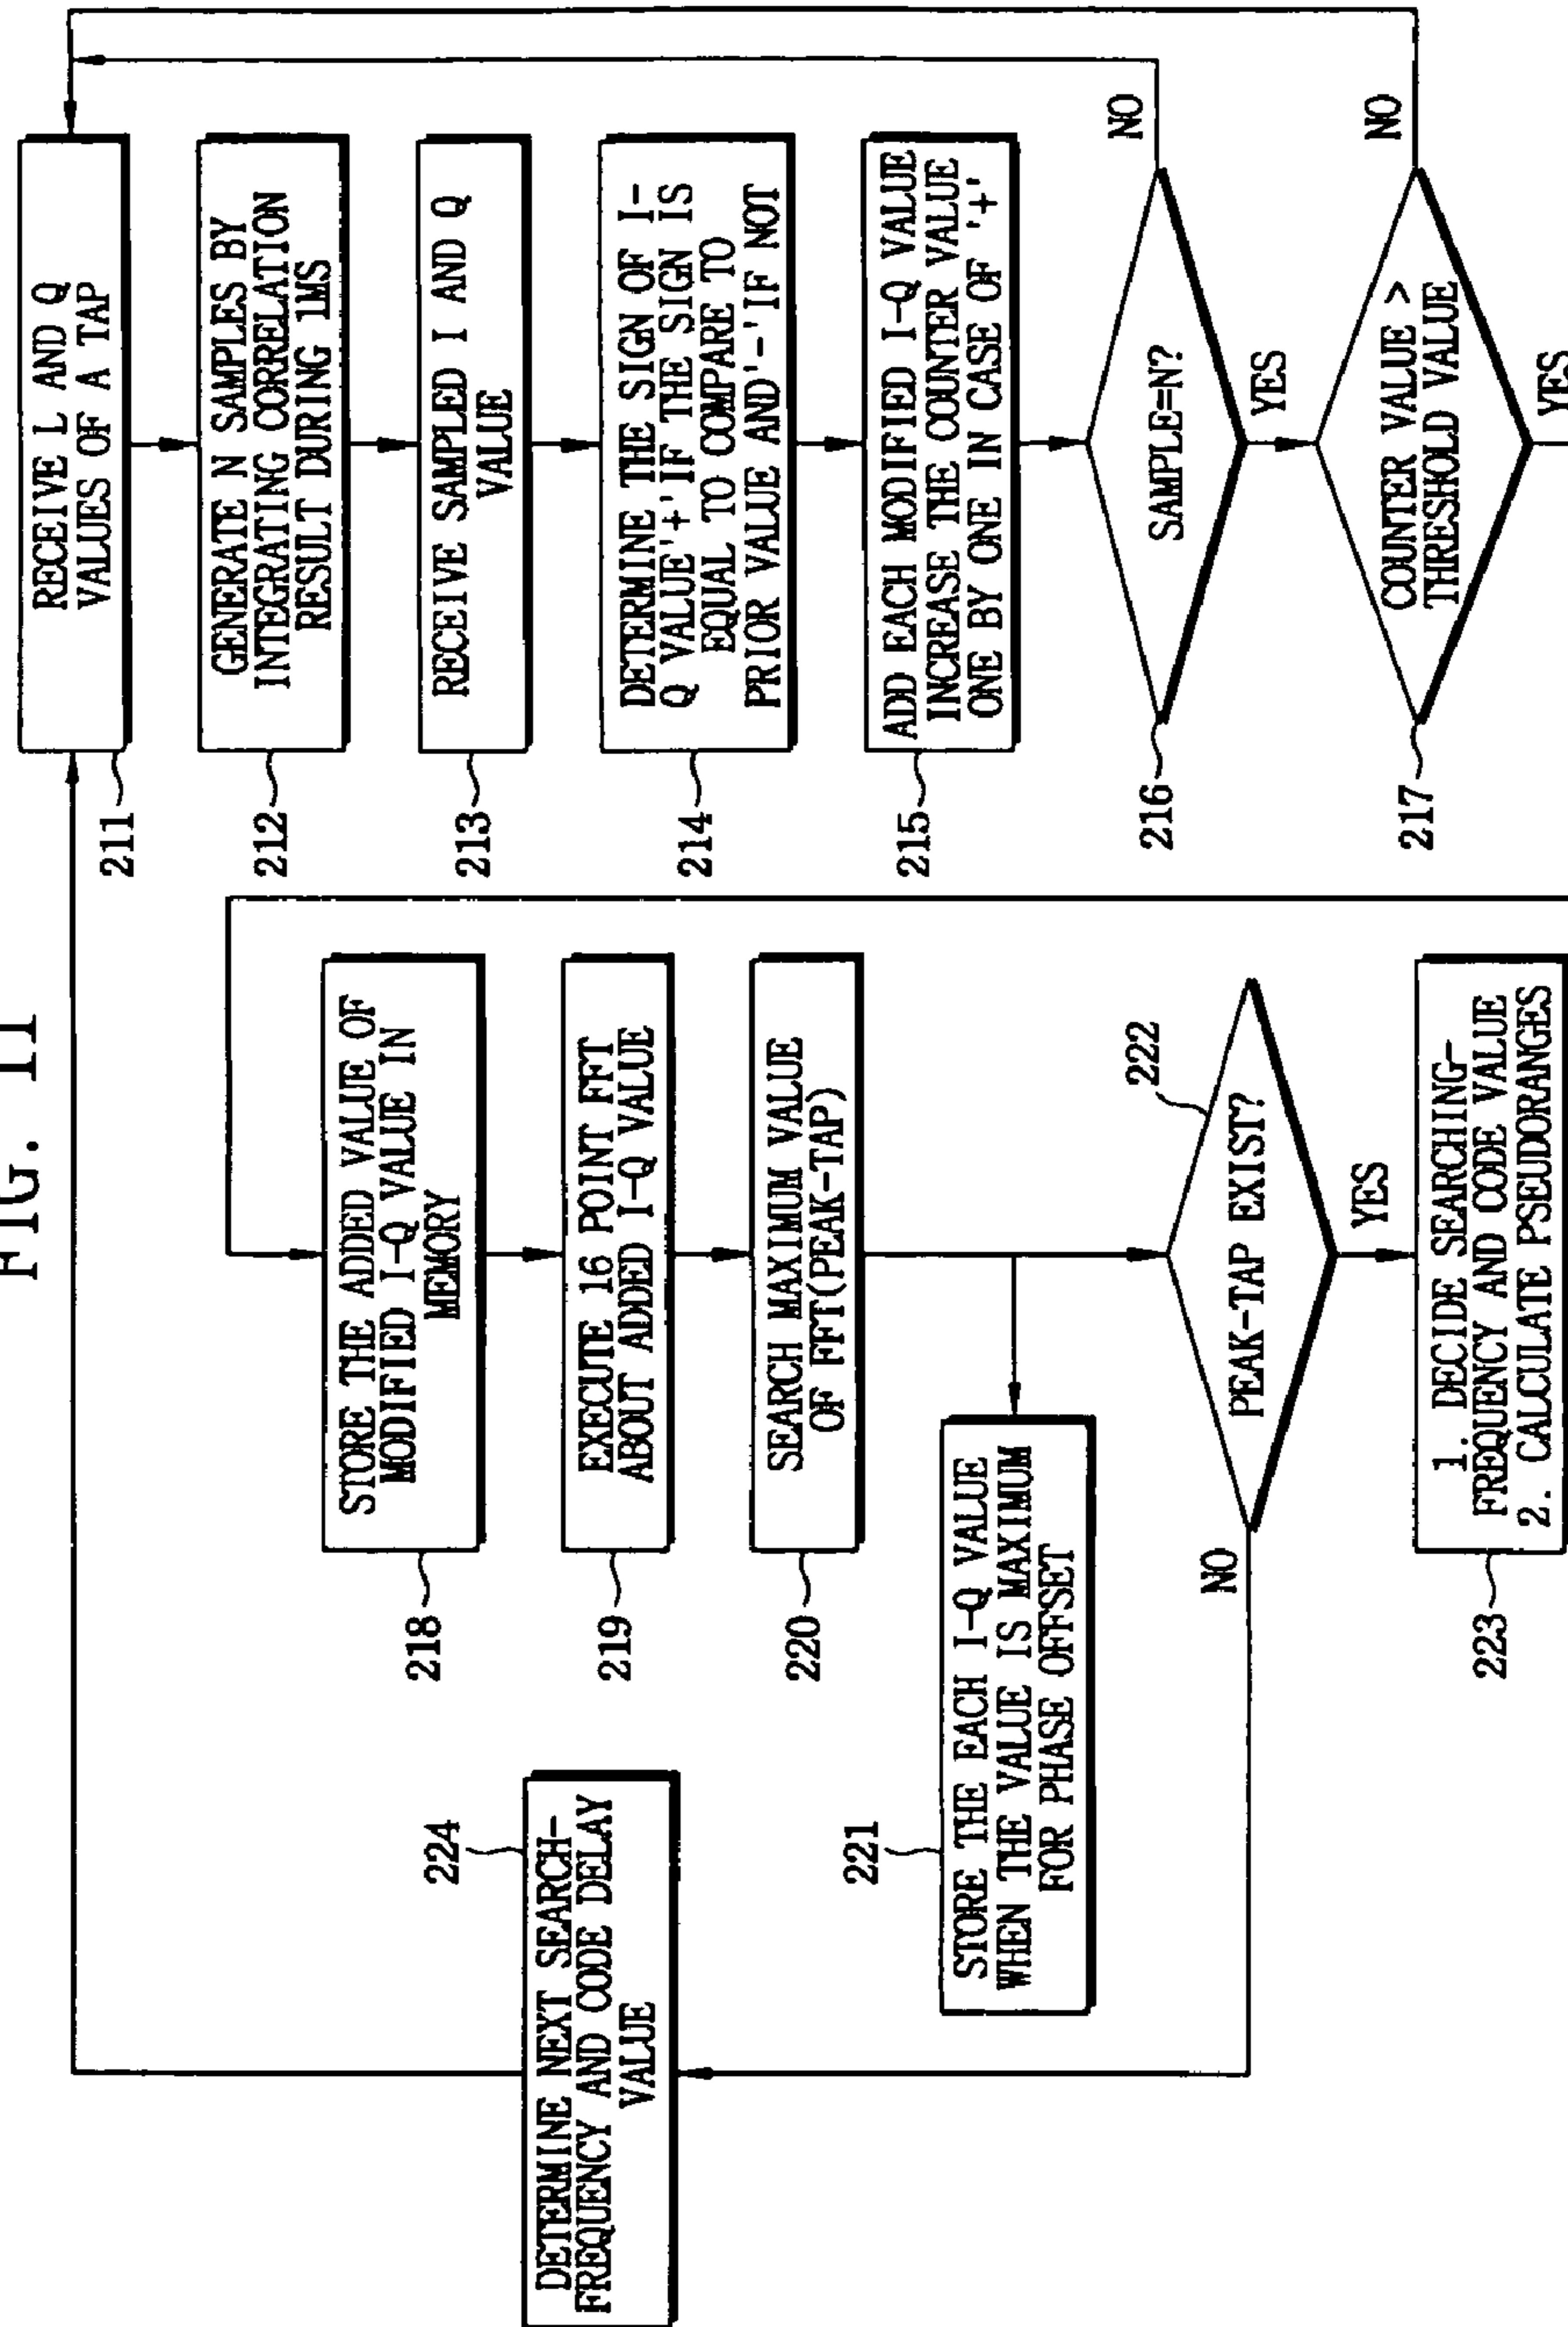 FIG. 11
RECEIVE L AND Q
VALUES OF A TAP
211
GENERATE N SAMPLES BY
INTEGRATING CORRELATION
RESULT DURING 1MS
212
RECEIVE SAMPLED I AND Q
VALUE
213
DETERMINE THE SIGN OF I-
Q VALUE'+'IF THE SIGN IS
EQUAL TO COMPARE TO
PRIOR VALUE AND'-'IF NOT
214
ADD EACH MODIFIED I-Q VALUE
INCREASE THE COUNTER VALUE
ONE BY ONE IN CASE OF '+'
215
SAMPLE=N?
216
NO
YES
COUNTER VALUE >
THRESHOLD VALUE
217
NO
YES
STORE THE ADDED VALUE OF
MODIFIED I-Q VALUE IN
MEMORY
218
EXECUTE 16 POINT FFT
ABOUT ADDED I-Q VALUE
219
SEARCH MAXIMUM VALUE
OF FFT(PEAK-TAP)
220
STORE THE EACH I-Q VALUE
WHEN THE VALUE IS MAXIMUM
FOR PHASE OFFSET
221
PEAK-TAP EXIST?
222
NO
YES
1. DECIDE SEARCHING-
FREQUENCY AND CODE VALUE
2. CALCULATE PSEUDORANGES
223
DETERMINE NEXT SEARCH-
FREQUENCY AND CODE DELAY
VALUE
224